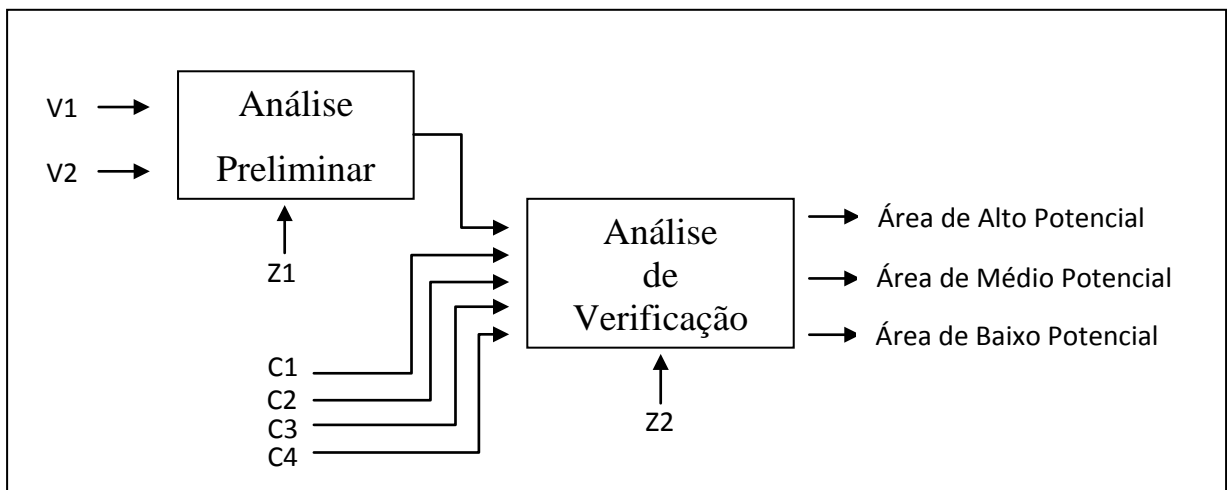 V1
V2
Análise
Preliminar
Z1
C1
C2
C3
C4
Análise
de
Verificação
Z2
Área de Alto Potencial
Área de Médio Potencial
Área de Baixo Potencial